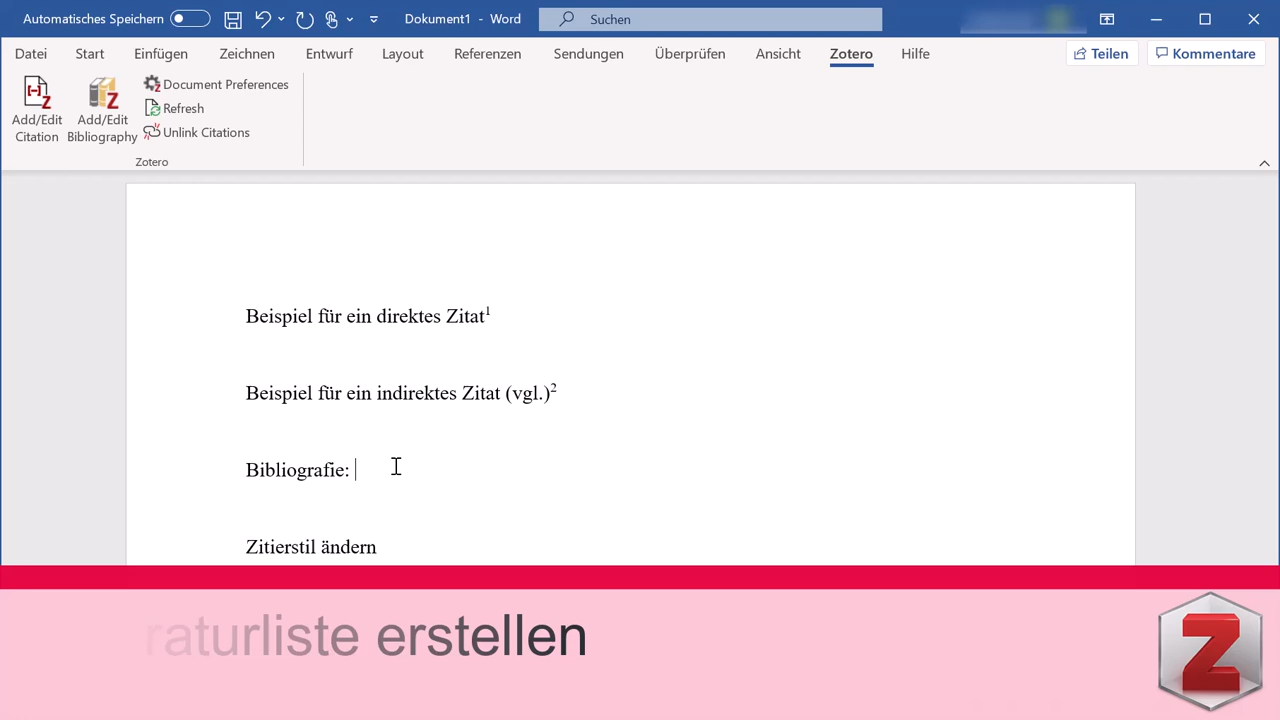 Automatisches Speichern
Dokument1 - Word
Suchen
Datei Start Einfügen Zeichnen Entwurf Layout Referenzen Sendungen Überprüfen Ansicht Zotero Hilfe
Teilen
Kommentare
Add/Edit Citation
Add/Edit Bibliography
Document Preferences
Refresh
Unlink Citations
Zotero
Beispiel für ein direktes Zitat1
Beispiel für ein indirektes Zitat (vgl.)2
Bibliografie:
Zitierstil ändern
raturliste erstellen
Z